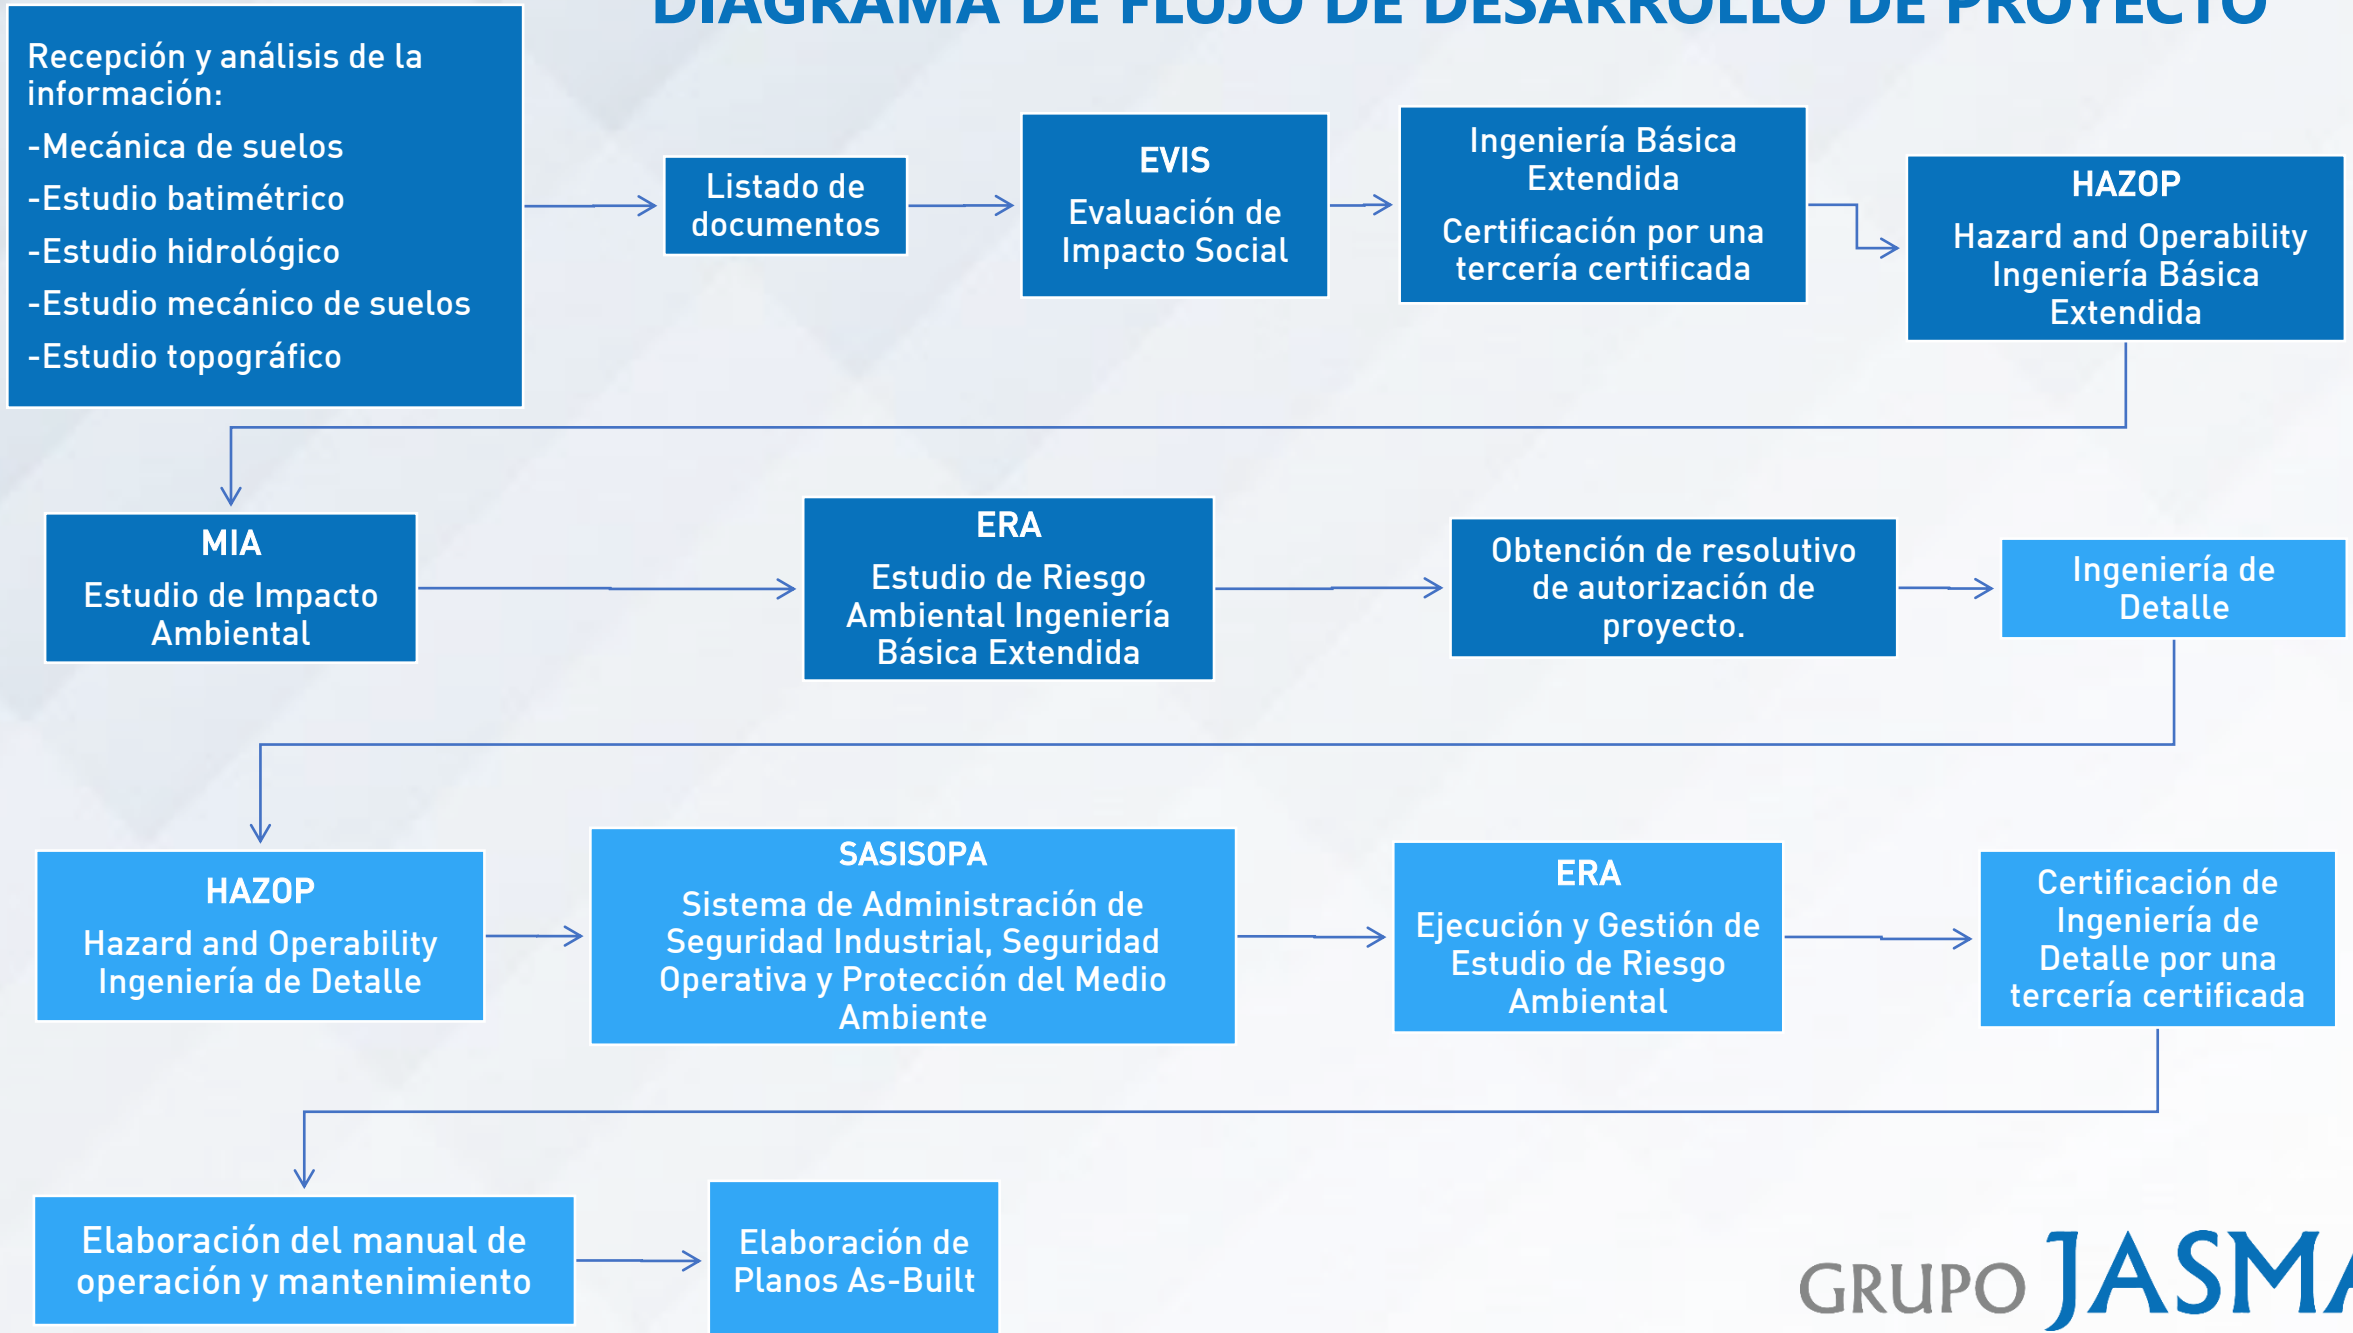 DIAGRAMA DE FLUJO DE DESARROLLO DE PROYECTO
Recepción y análisis de la
información:
-Mecánica de suelos
-Estudio batimétrico
-Estudio hidrológico
-Estudio mecánico de suelos
-Estudio topográfico
Listado de
documentos
EVIS
Evaluación de
Impacto Social
Ingeniería Básica
Extendida
Certificación por una
tercería certificada
HAZOP
Hazard and Operability
Ingeniería Básica
Extendida
MIA
Estudio de Impacto
Ambiental
ERA
Estudio de Riesgo
Ambiental Ingeniería
Básica Extendida
Obtención de resolutivo
de autorización de
proyecto.
Ingeniería de
Detalle
HAZOP
Hazard and Operability
Ingeniería de Detalle
SASISOPA
Sistema de Administración de
Seguridad Industrial, Seguridad
Operativa y Protección del Medio
Ambiente
ERA
Ejecución y Gestión de
Estudio de Riesgo
Ambiental
Certificación de
Ingeniería de
Detalle por una
tercería certificada
Elaboración del manual de
operación y mantenimiento
Elaboración de
Planos As-Built
GRUPO JASMA